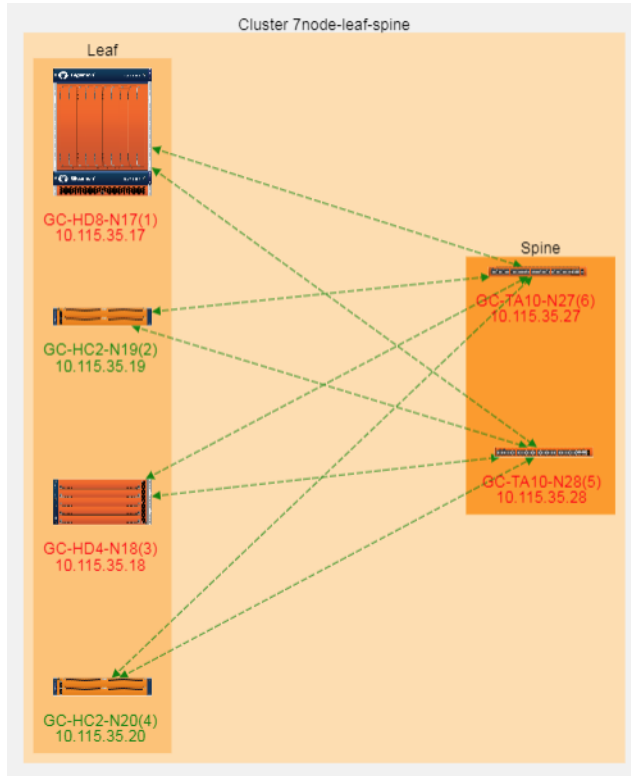 Cluster 7node-leaf-spine
Leaf
GC-HD8-N17(1)
10.115.35.17
Spine
GC-TA10-N27(6)
10.115.35.27
GC-HC2-N19(2)
10.115.35.19
GC-TA10-N28(5)
10.115.35.28
GC-HD4-N18(3)
10.115.35.18
GC-HC2-N20(4)
10.115.35.20